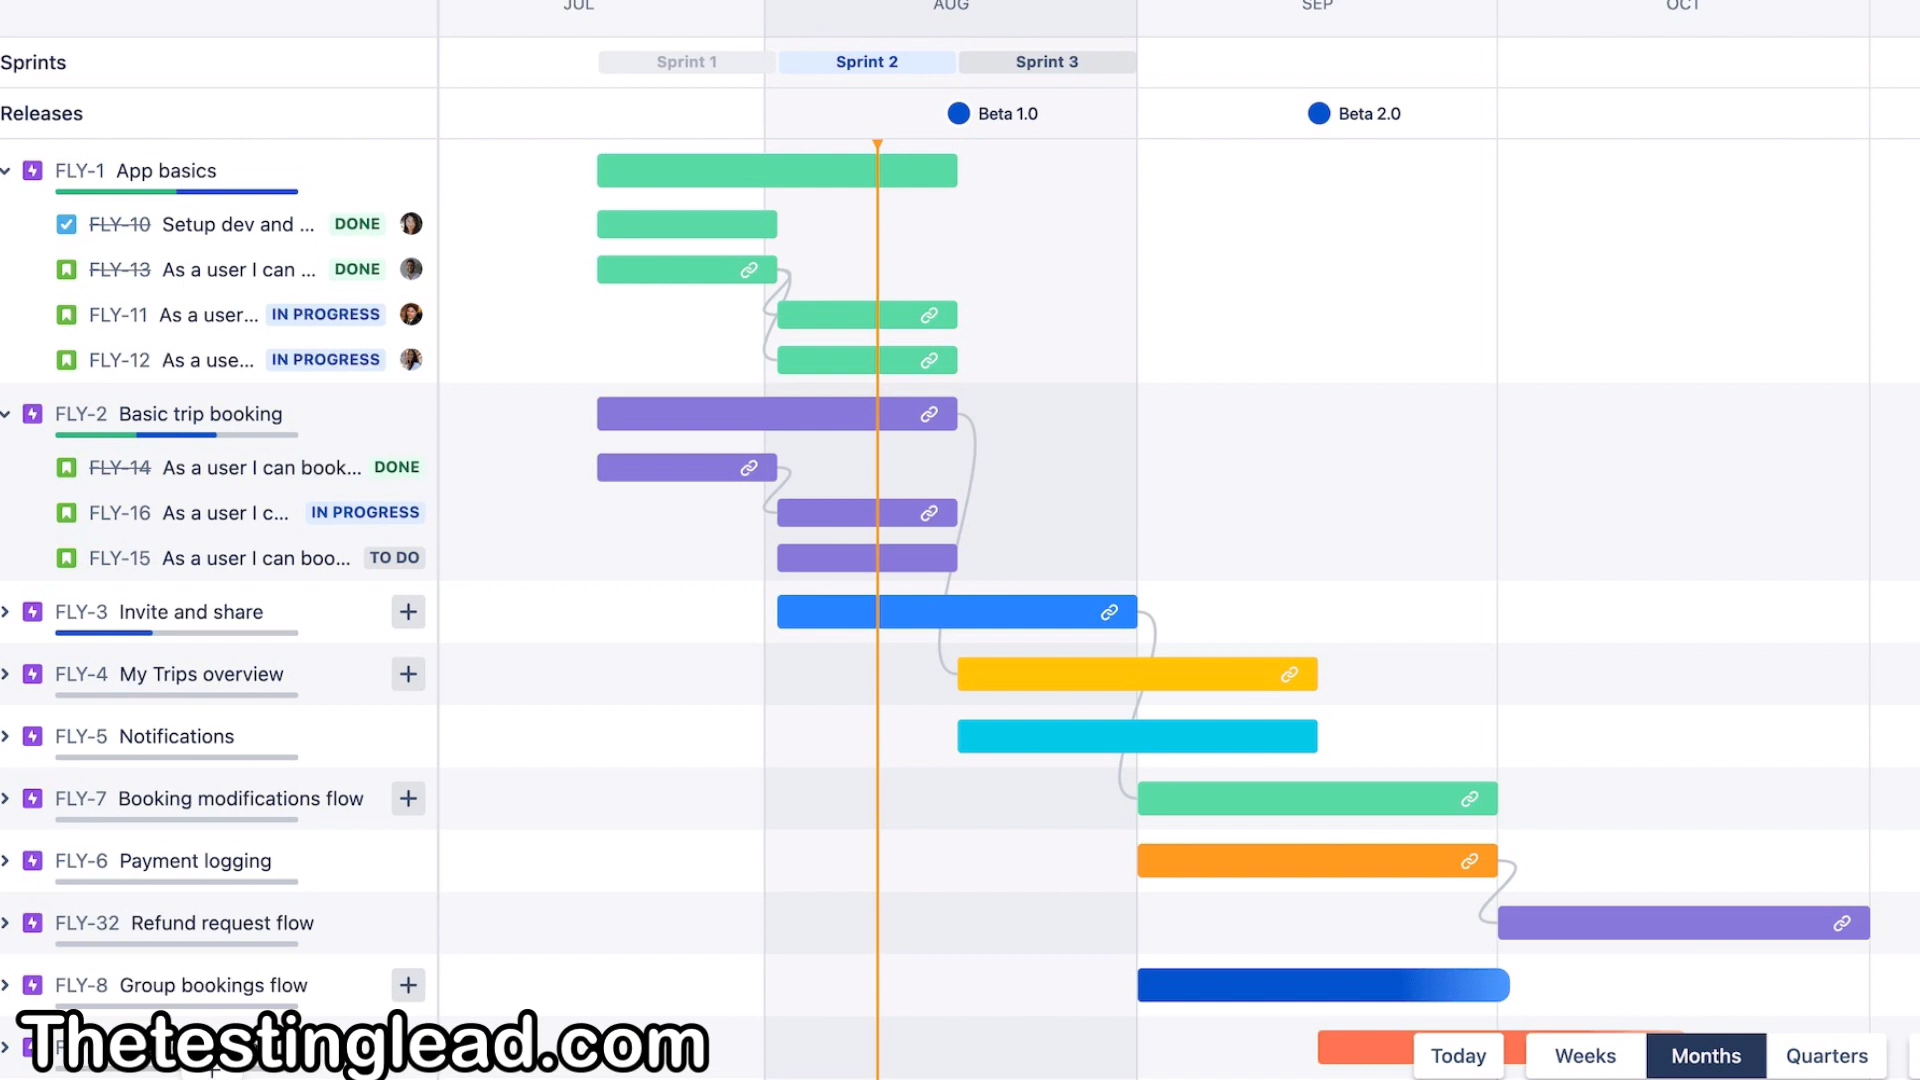 JUL AUG SEP OCT
Sprints Sprint 1 Sprint 2 Sprint 3
Releases Beta 1.0 Beta 2.0
FLY-1 App basics
FLY-10 Setup dev and ... DONE
FLY-13 As a user I can ... DONE
FLY-11 As a user... IN PROGRESS
FLY-12 As a use... IN PROGRESS
FLY-2 Basic trip booking
FLY-14 As a user I can book... DONE
FLY-16 As a user I c... IN PROGRESS
FLY-15 As a user I can boo... TO DO
FLY-3 Invite and share
FLY-4 My Trips overview
FLY-5 Notifications
FLY-7 Booking modifications flow
FLY-6 Payment logging
FLY-32 Refund request flow
FLY-8 Group bookings flow
Thetestinglead.com
Today Weeks Months Quarters